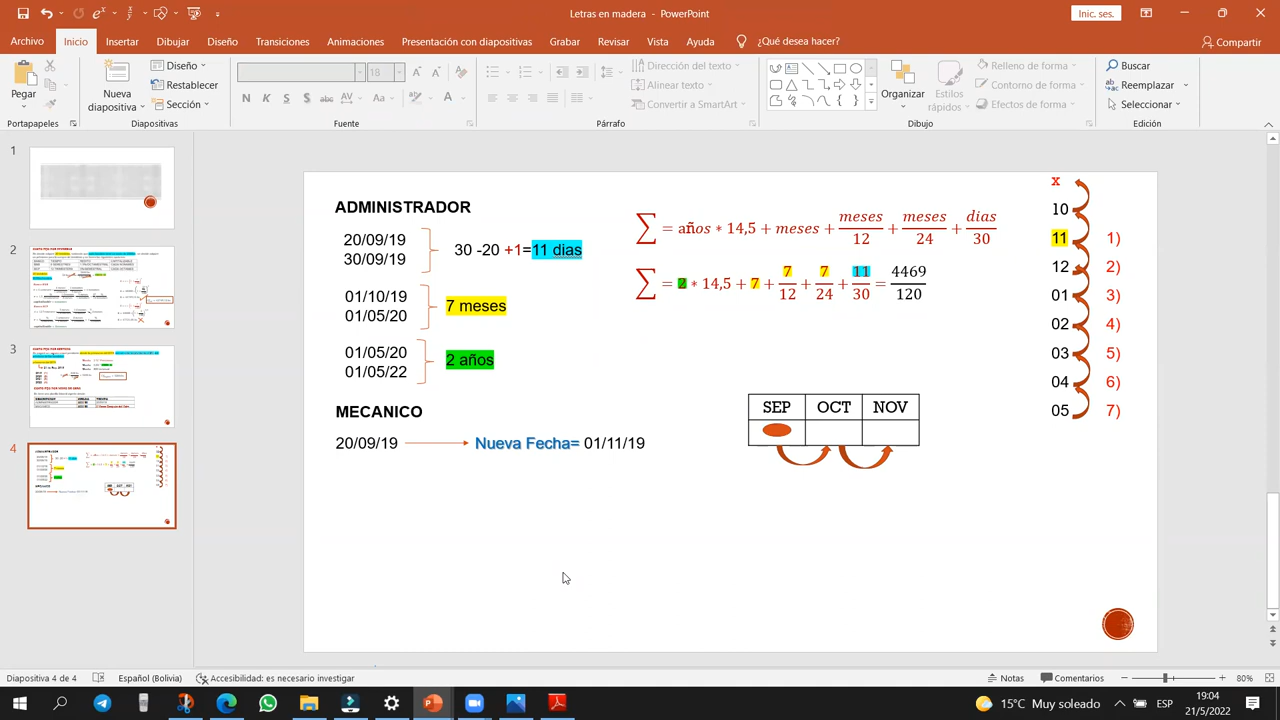 Letras en madera - PowerPoint
Inic. ses.
Archivo Inicio Insertar Dibujar Diseño Transiciones Animaciones Presentación con diapositivas Grabar Revisar Vista Ayuda ¿Qué desea hacer? Compartir
Pegar
Nueva diapositiva
Diseño
Restablecer
Sección
18
N K S S abc AV Aa A
Dirección del texto
Alinear texto
Convertir a SmartArt
Organizar
Estilos rápidos
Relleno de forma
Contorno de forma
Efectos de forma
Buscar
Reemplazar
Seleccionar
Portapapeles Diapositivas Fuente Párrafo Dibujo Edición
1
2
3
4
ADMINISTRADOR
20/09/19
30/09/19
30 -20 +1=11 dias
01/10/19
01/05/20
7 meses
01/05/20
01/05/22
2 años
MECANICO
20/09/19 Nueva Fecha= 01/11/19
∑ = años * 14,5 + meses + meses/12 + meses/24 + dias/30
∑ = 2 * 14,5 + 7 + 7/12 + 7/24 + 11/30 = 4469/120
SEP OCT NOV
x
10
11 1)
12 2)
01 3)
02 4)
03 5)
04 6)
05 7)
Diapositiva 4 de 4 Español (Bolivia) Accesibilidad: es necesario investigar Notas Comentarios 80%
15°C Muy soleado ESP 19:04
21/5/2022